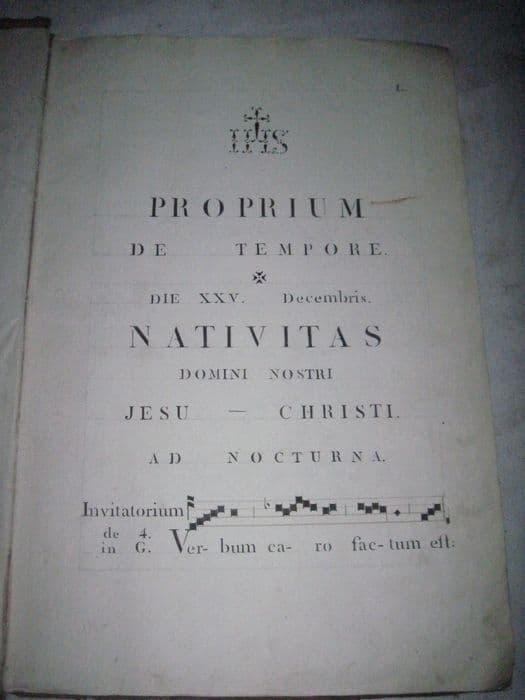 1.
IHS
PROPRIUM
DE TEMPORE.
DIE XXV. Decembris.
NATIVITAS
DOMINI NOSTRI
JESU — CHRISTI.
AD NOCTURNA.
Invitatorium
de 4.
in G. Ver- bum ca- ro fac- tum eſt: